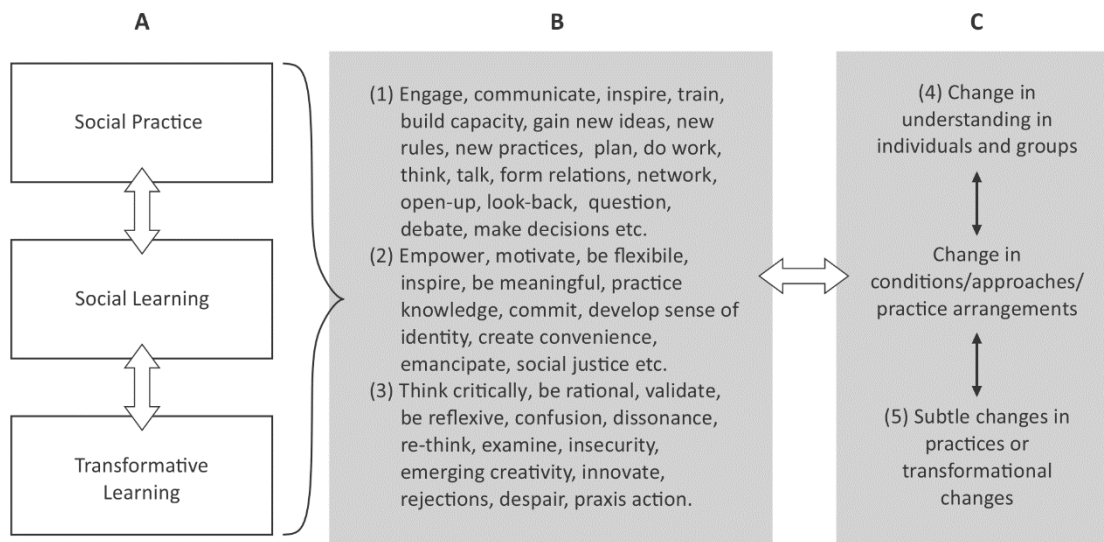 A
B
C
Social Practice
Social Learning
Transformative
Learning
(1) Engage, communicate, inspire, train,
build capacity, gain new ideas, new
rules, new practices,  plan, do work,
think, talk, form relations, network,
open-up, look-back,  question,
debate, make decisions etc.
(2) Empower, motivate, be flexibile,
inspire, be meaningful, practice
knowledge, commit, develop sense of
identity, create convenience,
emancipate, social justice etc.
(3) Think critically, be rational, validate,
be reflexive, confusion, dissonance,
re-think, examine, insecurity,
emerging creativity, innovate,
rejections, despair, praxis action.
(4) Change in
understanding in
individuals and groups
Change in
conditions/approaches/
practice arrangements
(5) Subtle changes in
practices or
transformational
changes